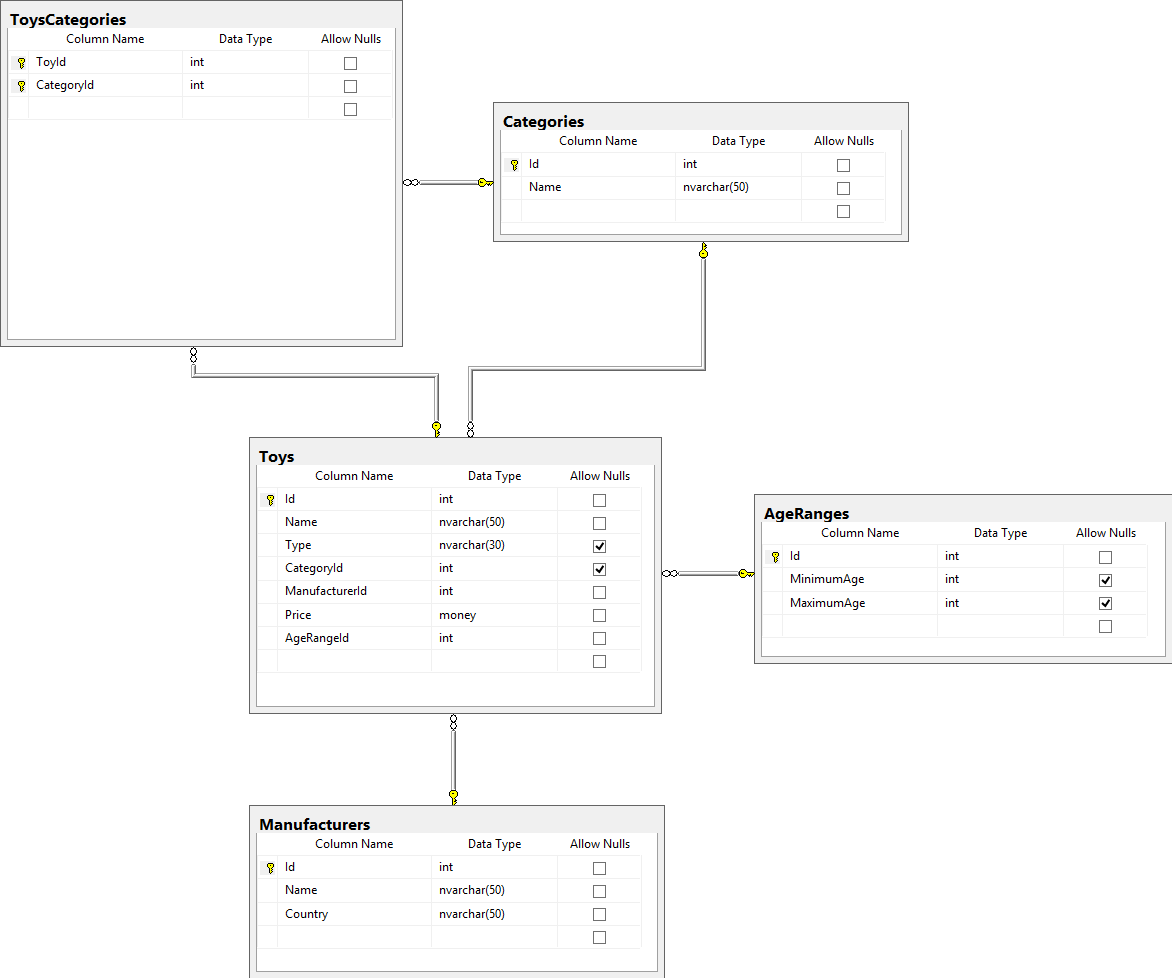 ToysCategories
Column Name Data Type Allow Nulls
ToyId int
CategoryId int
Categories
Column Name Data Type Allow Nulls
Id int
Name nvarchar(50)
Toys
Column Name Data Type Allow Nulls
Id int
Name nvarchar(50)
Type nvarchar(30)
CategoryId int
ManufacturerId int
Price money
AgeRangeId int
AgeRanges
Column Name Data Type Allow Nulls
Id int
MinimumAge int
MaximumAge int
Manufacturers
Column Name Data Type Allow Nulls
Id int
Name nvarchar(50)
Country nvarchar(50)